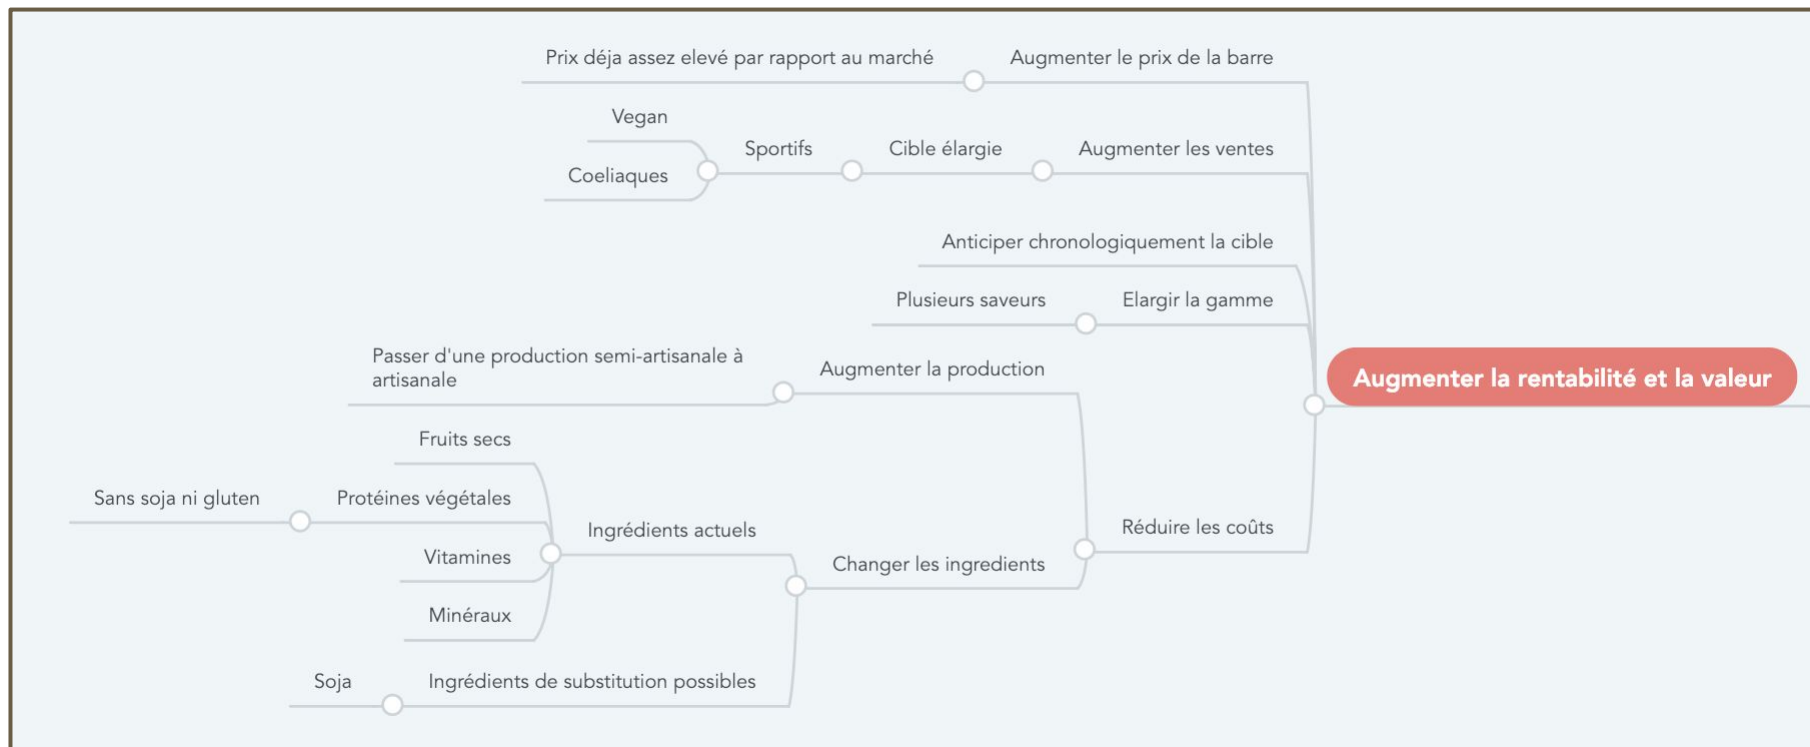 Prix déja assez elevé par rapport au marché
Augmenter le prix de la barre
Vegan
Coeliaques
Sportifs
Cible élargie
Augmenter les ventes
Anticiper chronologiquement la cible
Plusieurs saveurs
Elargir la gamme
Passer d'une production semi-artisanale à
artisanale
Augmenter la production
Augmenter la rentabilité et la valeur
Fruits secs
Sans soja ni gluten
Protéines végétales
Vitamines
Minéraux
Ingrédients actuels
Changer les ingredients
Réduire les coûts
Soja
Ingrédients de substitution possibles